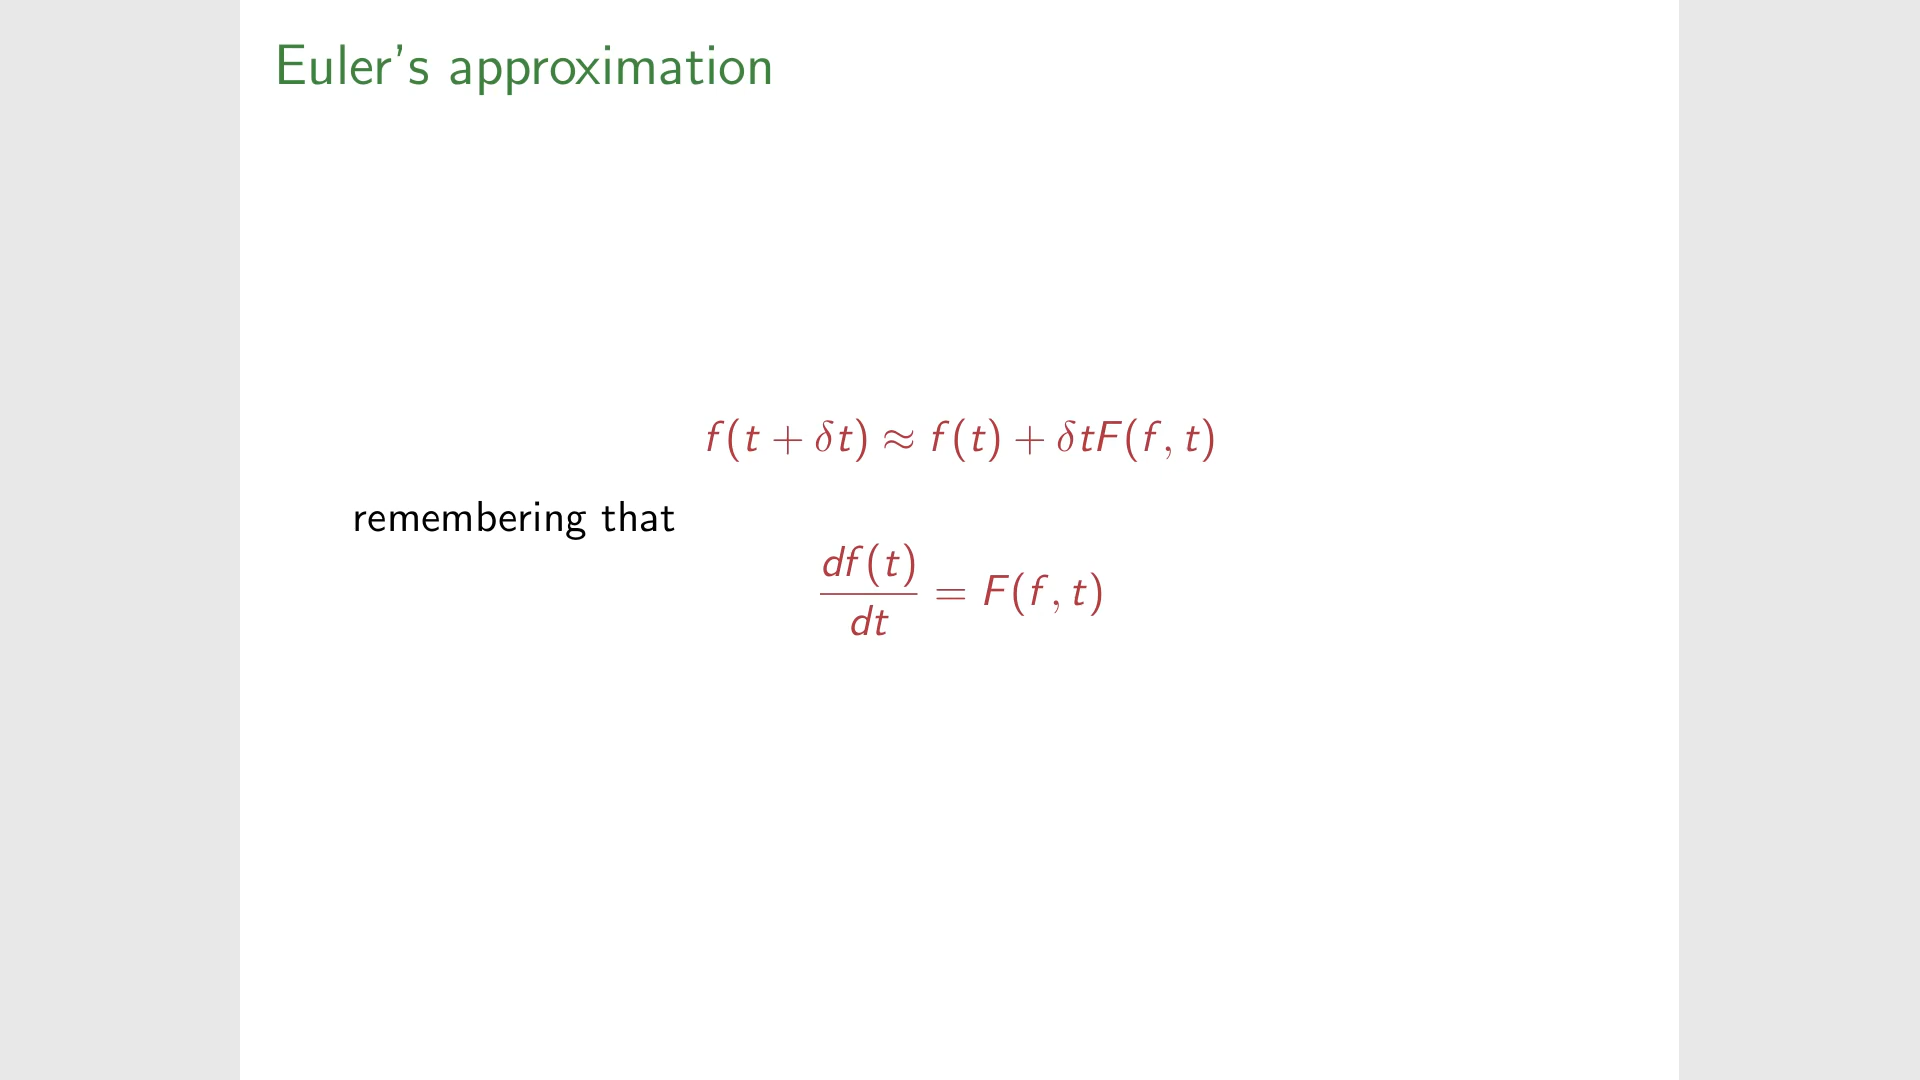 Euler's approximation
f(t + δt) ≈ f(t) + δtF(f, t)
remembering that
df(t)/dt = F(f, t)